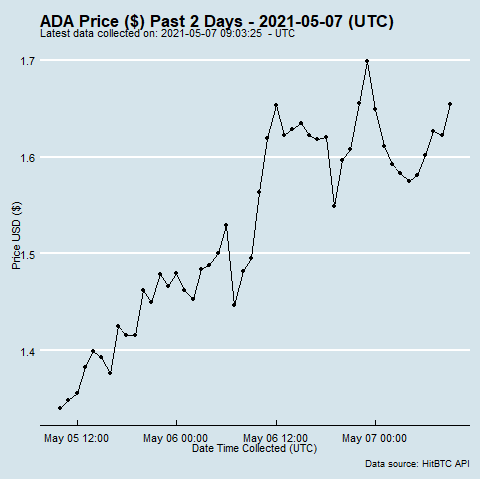 ADA Price ($) Past 2 Days - 2021-05-07 (UTC)
Latest data collected on: 2021-05-07 09:03:25 - UTC
1.7
1.6
1.5
1.4
Price USD ($)
May 05 12:00
May 06 00:00
May 06 12:00
May 07 00:00
Date Time Collected (UTC)
Data source: HitBTC API